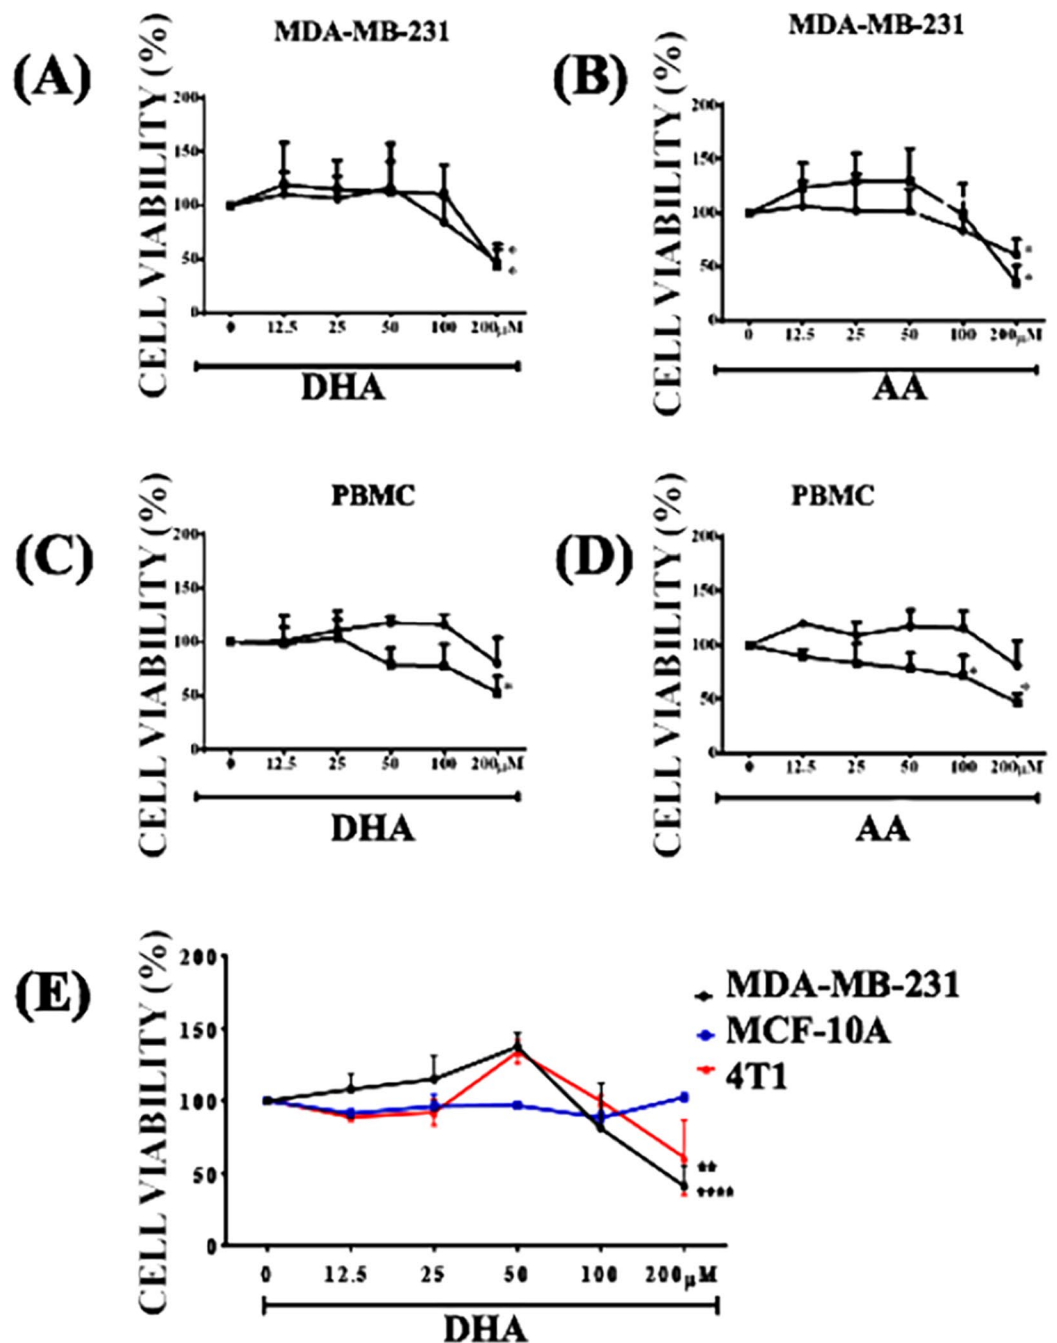 (A)
MDA-MB-231
CELL VIABILITY (%)
200
150
100
50
0
0 12.5 25 50 100 200μM
DHA
*
*
(B)
MDA-MB-231
CELL VIABILITY (%)
200
150
100
50
0
0 12.5 25 50 100 200μM
AA
*
*
(C)
PBMC
CELL VIABILITY (%)
200
150
100
50
0
0 12.5 25 50 100 200μM
DHA
*
(D)
PBMC
CELL VIABILITY (%)
200
150
100
50
0
0 12.5 25 50 100 200μM
AA
*
*
(E)
CELL VIABILITY (%)
200
150
100
50
0
0 12.5 25 50 100 200μM
DHA
MDA-MB-231
MCF-10A
4T1
**
****